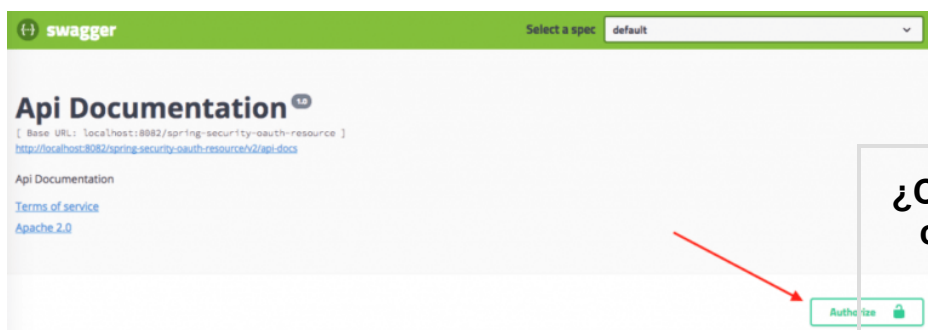 swagger
Select a spec default
Api Documentation 1.0
[ Base URL: localhost:8082/spring-security-oauth-resource ]
http://localhost:8082/spring-security-oauth-resource/v2/api-docs
Api Documentation
Terms of service
Apache 2.0
Authorize